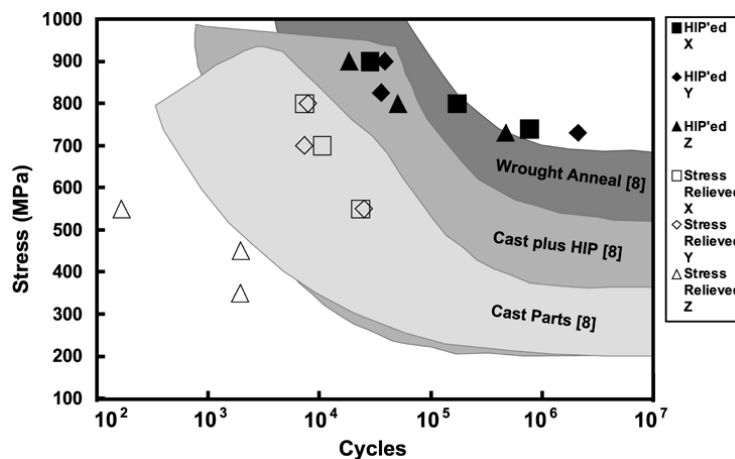 1000
900
800
700
600
500
400
300
200
100
Stress (MPa)
10^2
10^3
10^4
10^5
10^6
10^7
Cycles
Wrought Anneal [8]
Cast plus HIP [8]
Cast Parts [8]
HIP'ed
X
HIP'ed
Y
HIP'ed
Z
Stress
Relieved
X
Stress
Relieved
Y
Stress
Relieved
Z